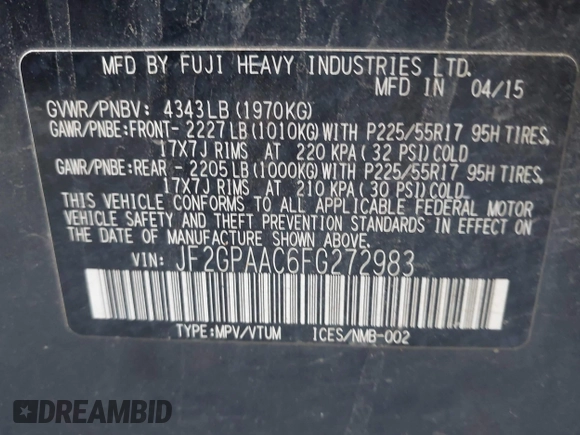 MFD BY FUJI HEAVY INDUSTRIES LTD.
MFD IN 04/15
GVWR/PNBV: 4343LB (1970KG)
GAWR/PNBE:FRONT- 2227LB (1010KG) WITH P225/55R17 95H TIRES,
17X7J RIMS AT 220 KPA (32 PSI) COLD
GAWR/PNBE:REAR - 2205LB (1000KG) WITH P225/55R17 95H TIRES,
17X7J RIMS AT 210 KPA (30 PSI) COLD.
THIS VEHICLE CONFORMS TO ALL APPLICABLE FEDERAL MOTOR
VEHICLE SAFETY AND THEFT PREVENTION STANDARDS IN EFFECT ON
THE DATE OF MANUFACTURE SHOWN ABOVE.
VIN: JF2GPAAC6FG272983
TYPE:MPV/VTUM ICES/NMB-002
DREAMBID